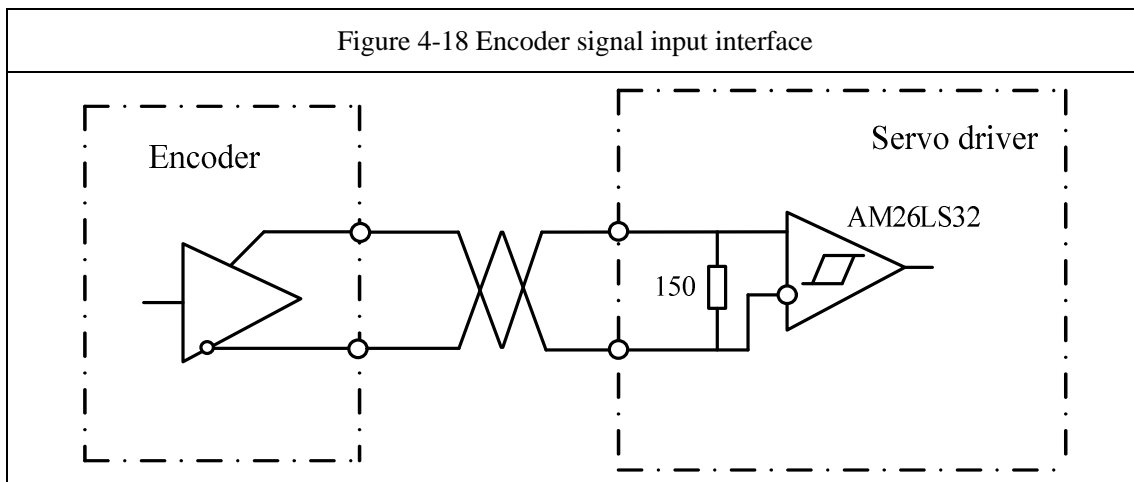 Figure 4-18 Encoder signal input interface
Encoder
Servo driver
AM26LS32
150